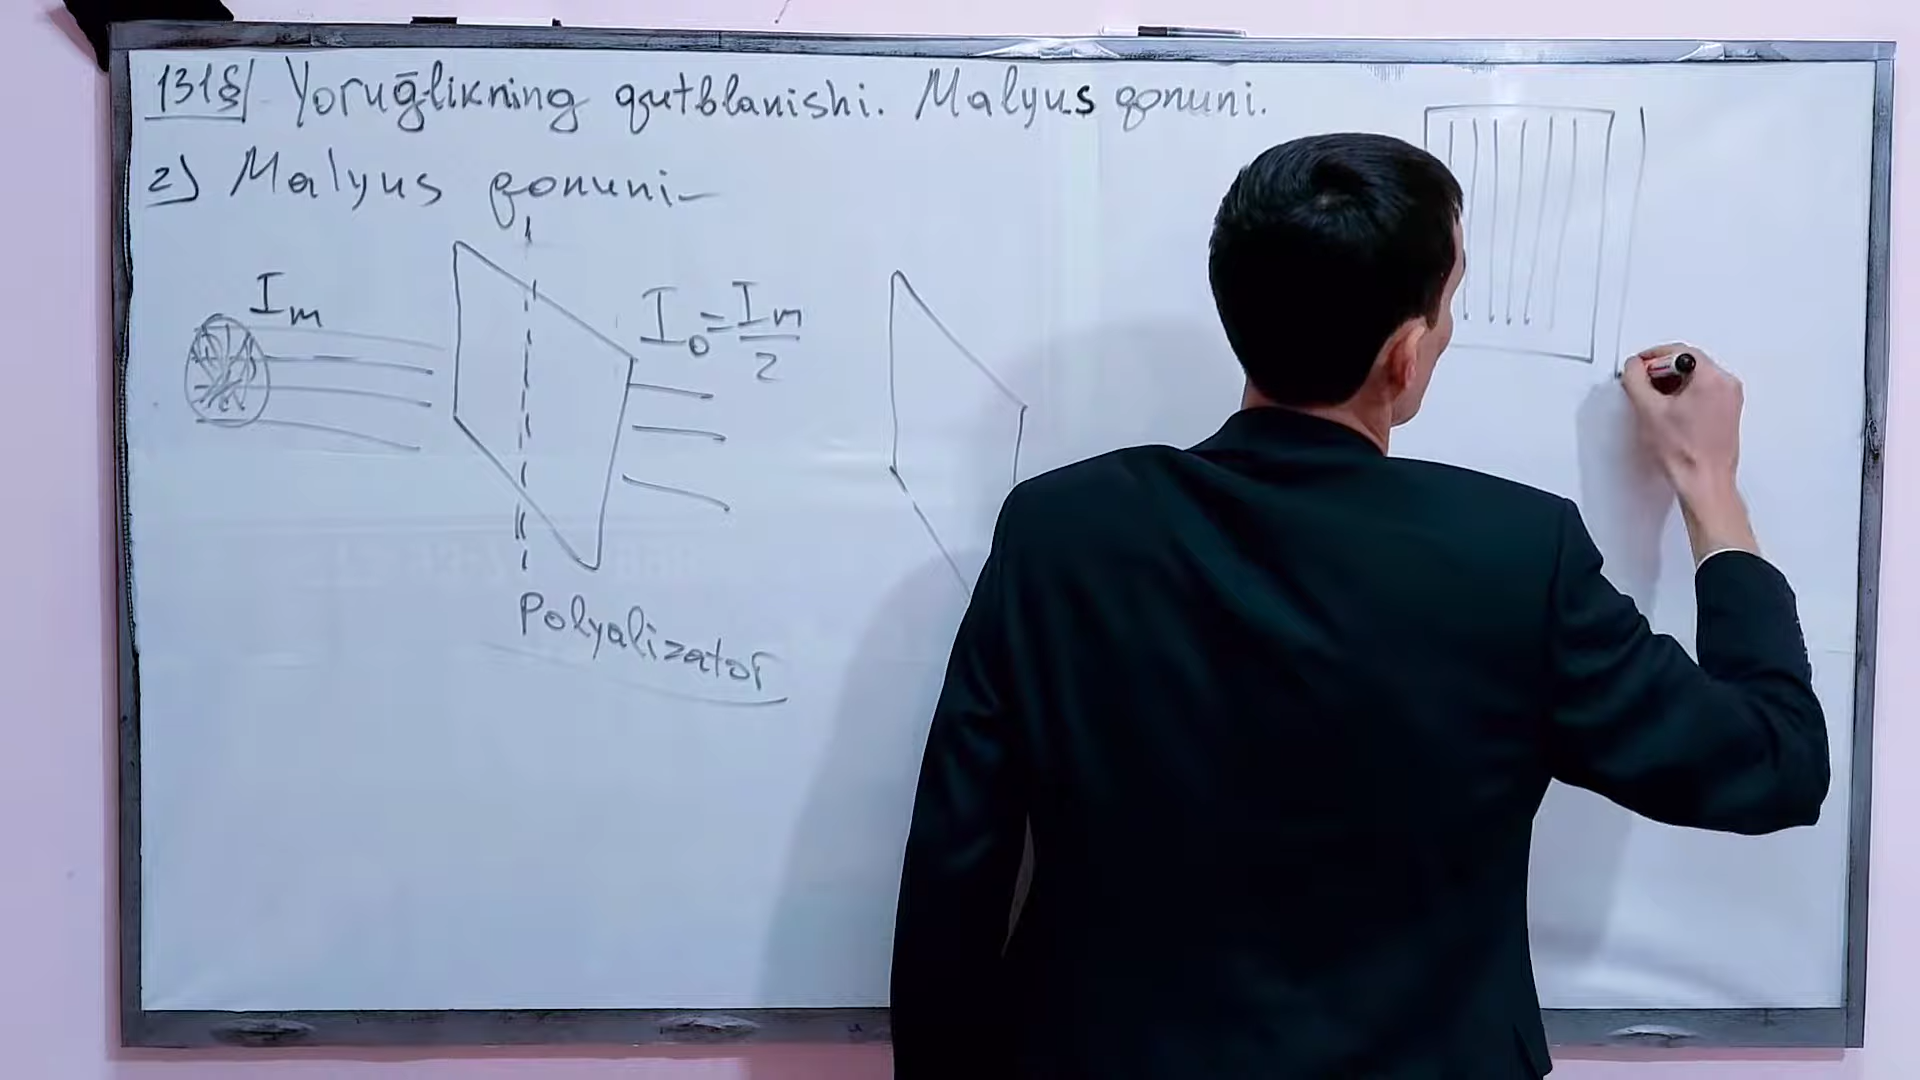 131§ Yorug̅likning qutblanishi. Malyus qonuni.
2) Malyus qonuni–
Im
I0 = Im/2
Polyalizator